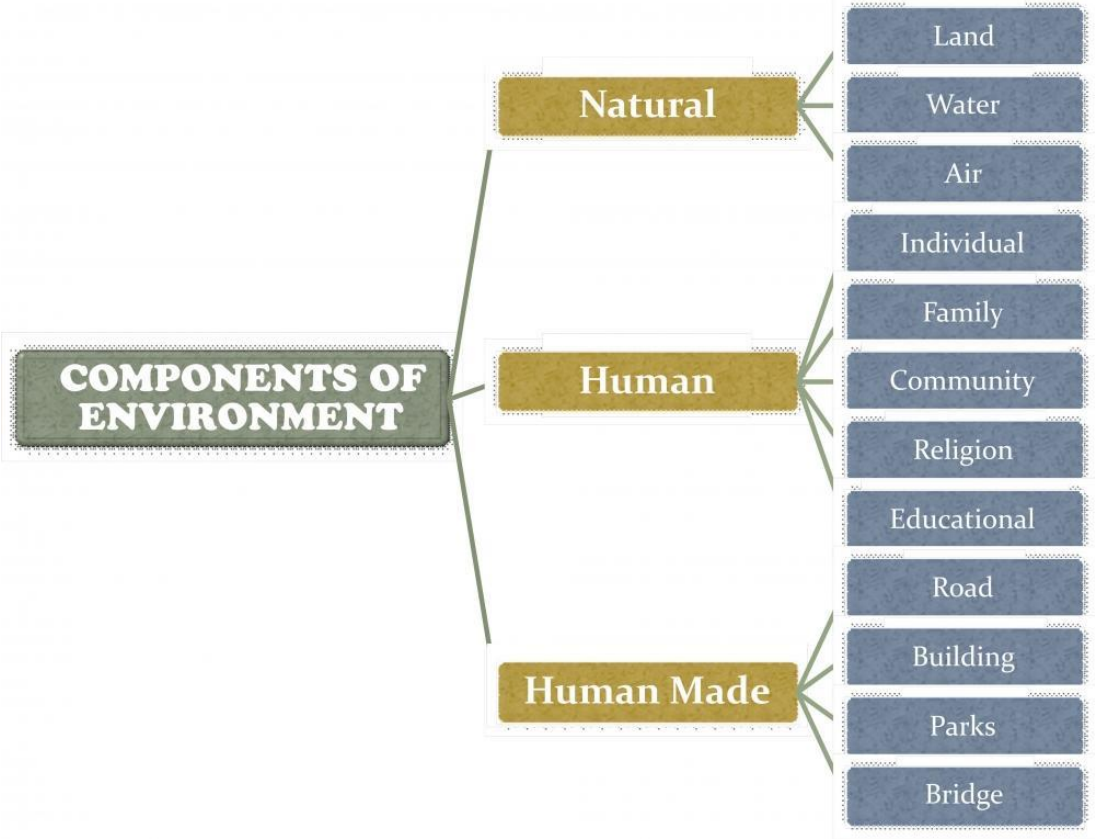 COMPONENTS OF
ENVIRONMENT
Natural
Land
Water
Air
Human
Individual
Family
Community
Religion
Educational
Human Made
Road
Building
Parks
Bridge